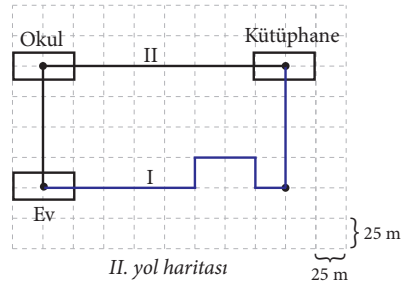 Okul
Kütüphane
II
I
Ev
25 m
II. yol haritası
25 m